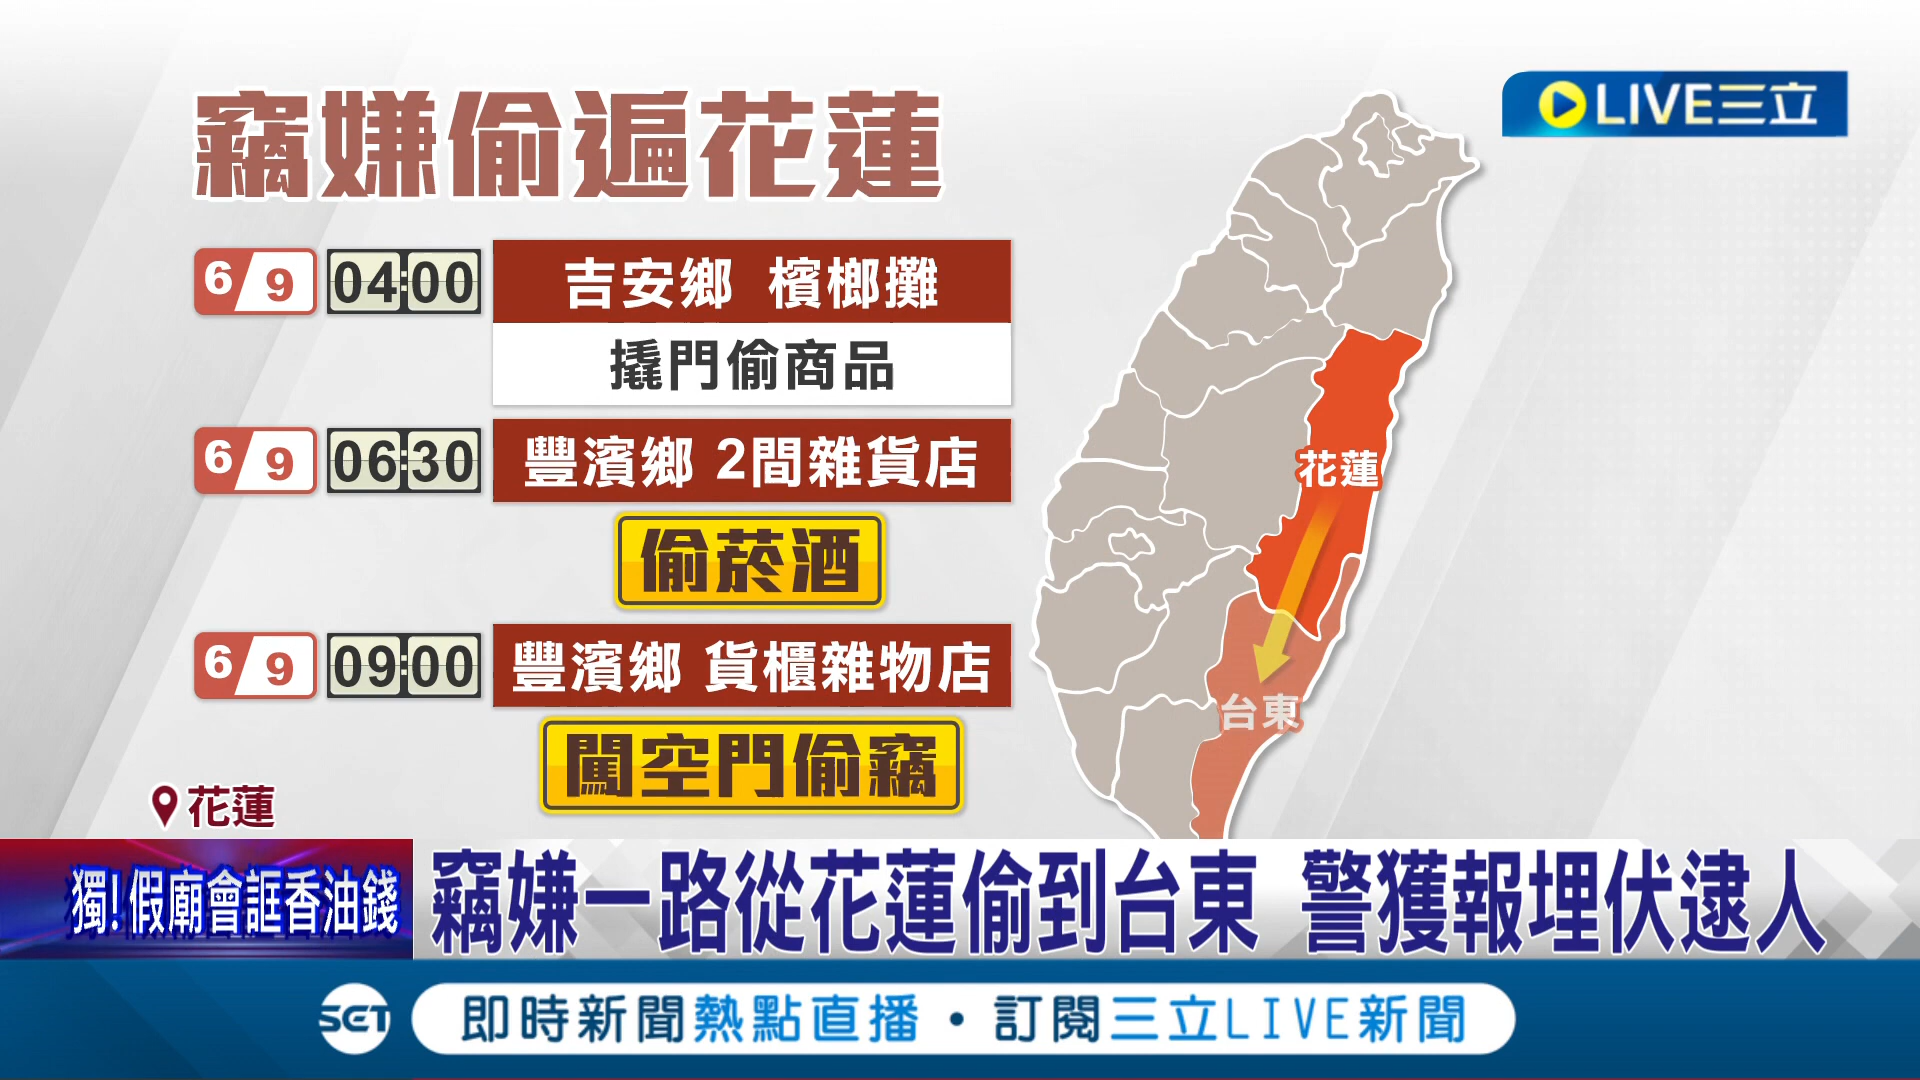 LIVE三立
竊嫌偷遍花蓮
6/9 04:00 吉安鄉 檳榔攤
撬門偷商品
6/9 06:30 豐濱鄉 2間雜貨店
偷菸酒
6/9 09:00 豐濱鄉 貨櫃雜物店
闖空門偷竊
花蓮
台東
花蓮
獨!假廟會誆香油錢
竊嫌一路從花蓮偷到台東 警獲報埋伏逮人
SET 即時新聞熱點直播・訂閱三立LIVE新聞